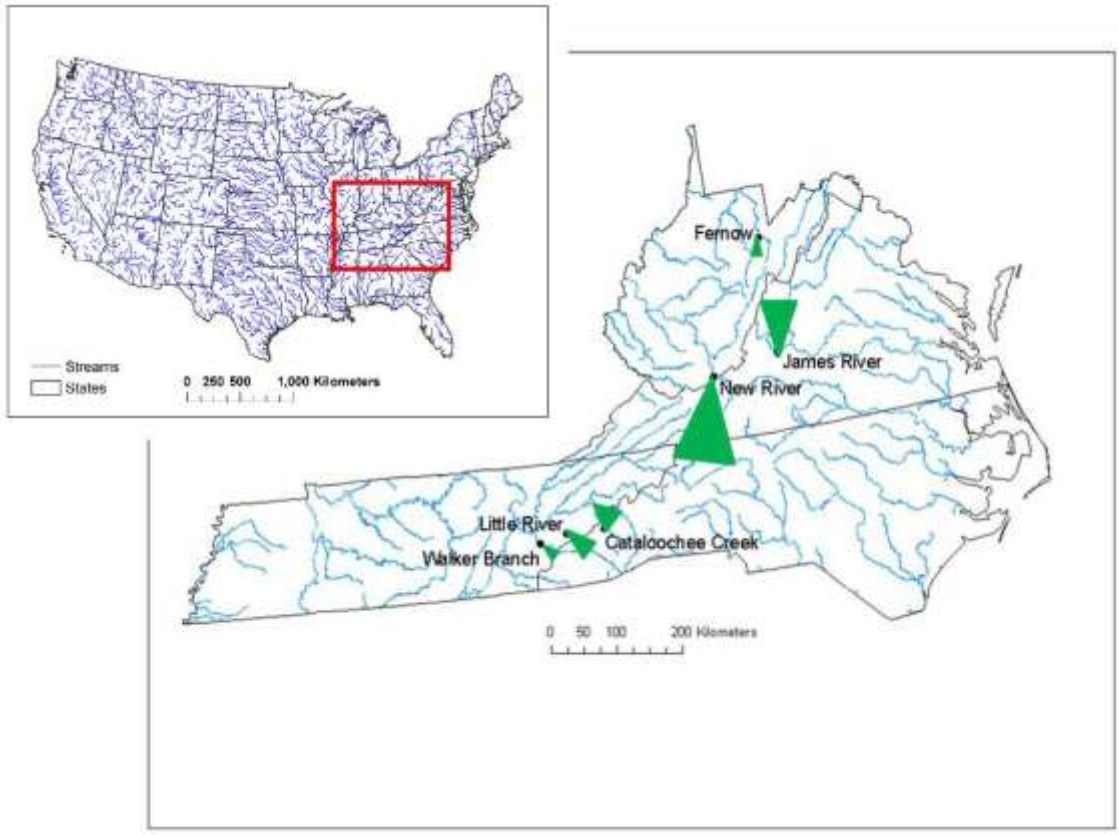 Streams
States
0 250 500 1,000 Kilometers
Fernow
James River
New River
Little River
Cataloochee Creek
Walker Branch
0 50 100 200 Kilometers